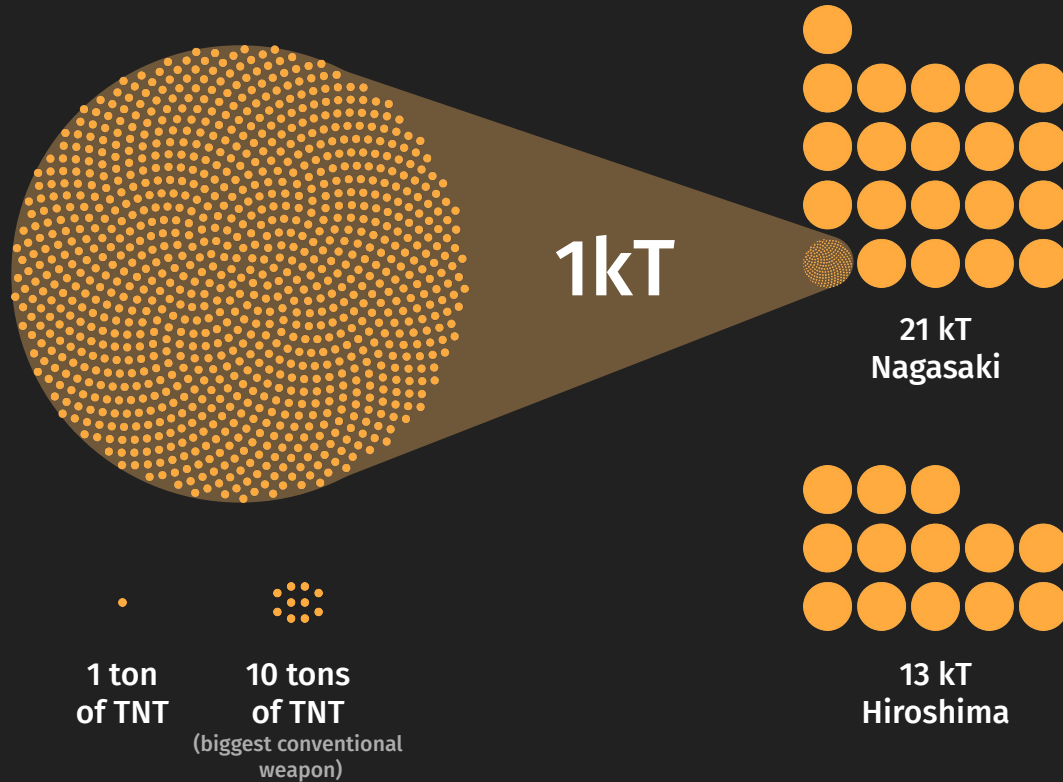 1kT
21 kT
Nagasaki
1 ton
of TNT
10 tons
of TNT
(biggest conventional
weapon)
13 kT
Hiroshima